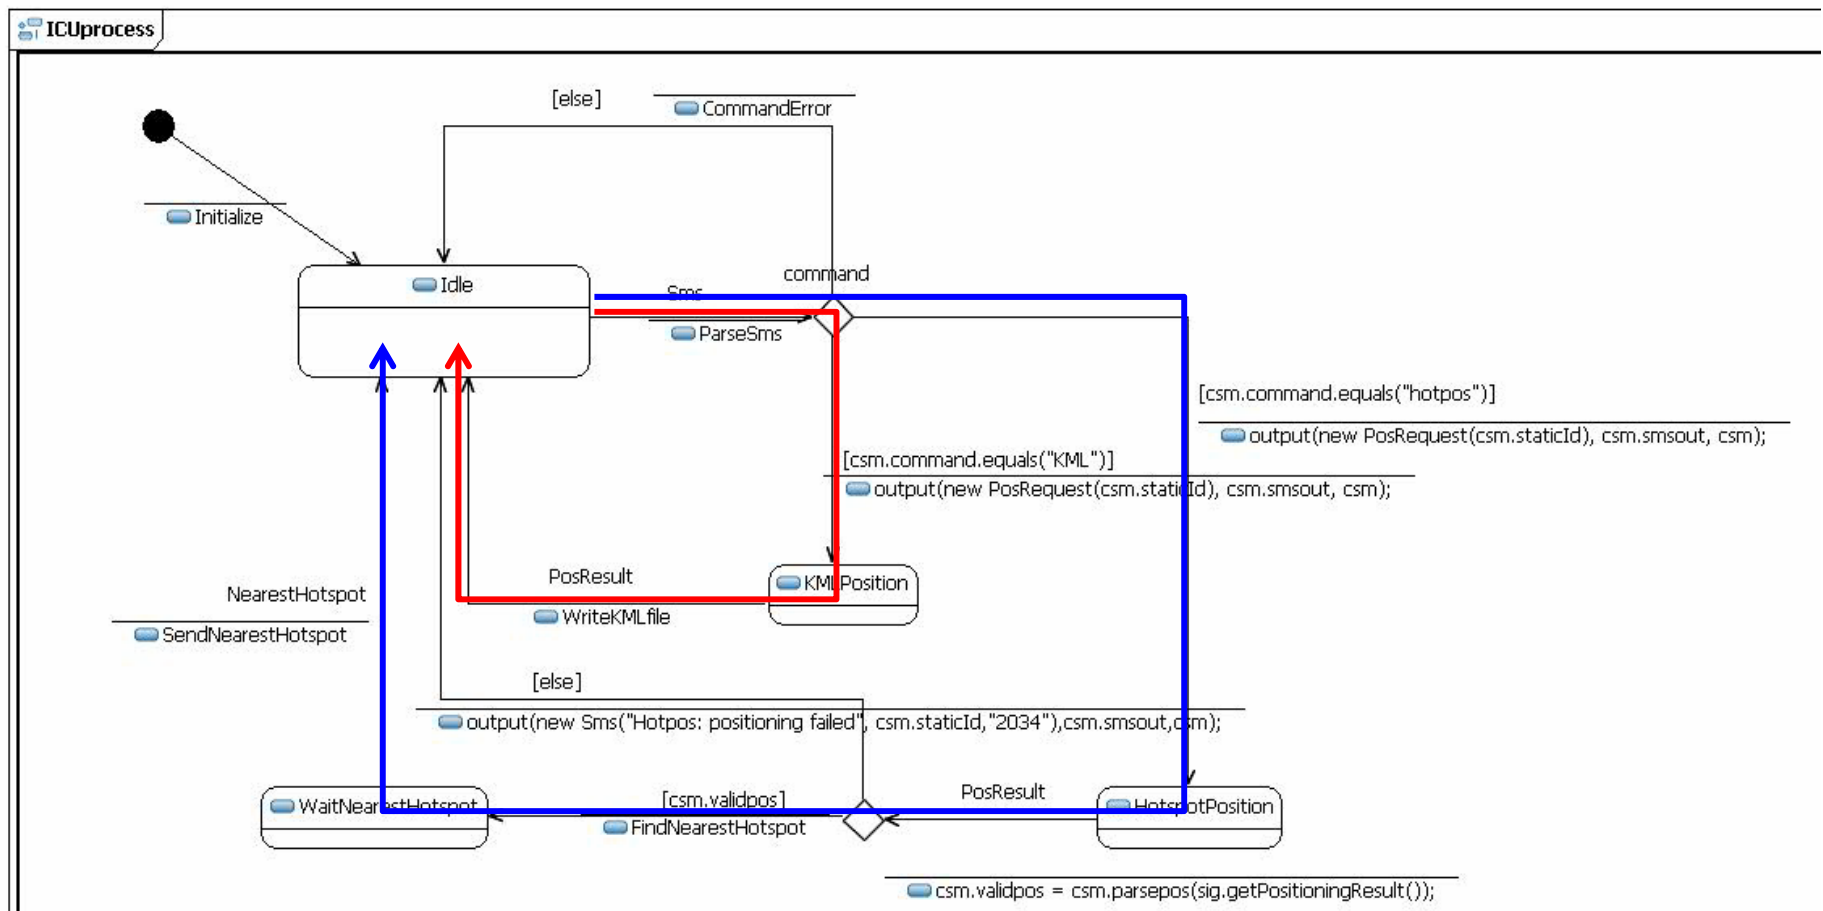 ICUprocess
[else]
CommandError
Initialize
Idle
command
Sms
ParseSms
[csm.command.equals("hotpos")]
output(new PosRequest(csm.staticId), csm.smsout, csm);
[csm.command.equals("KML")]
output(new PosRequest(csm.staticId), csm.smsout, csm);
PosResult
KMLPosition
NearestHotspot
WriteKMLfile
SendNearestHotspot
[else]
output(new Sms("Hotpos: positioning failed", csm.staticId,"2034"),csm.smsout,csm);
WaitNearestHotspot
[csm.validpos]
PosResult
HotspotPosition
FindNearestHotspot
csm.validpos = csm.parsepos(sig.getPositioningResult());